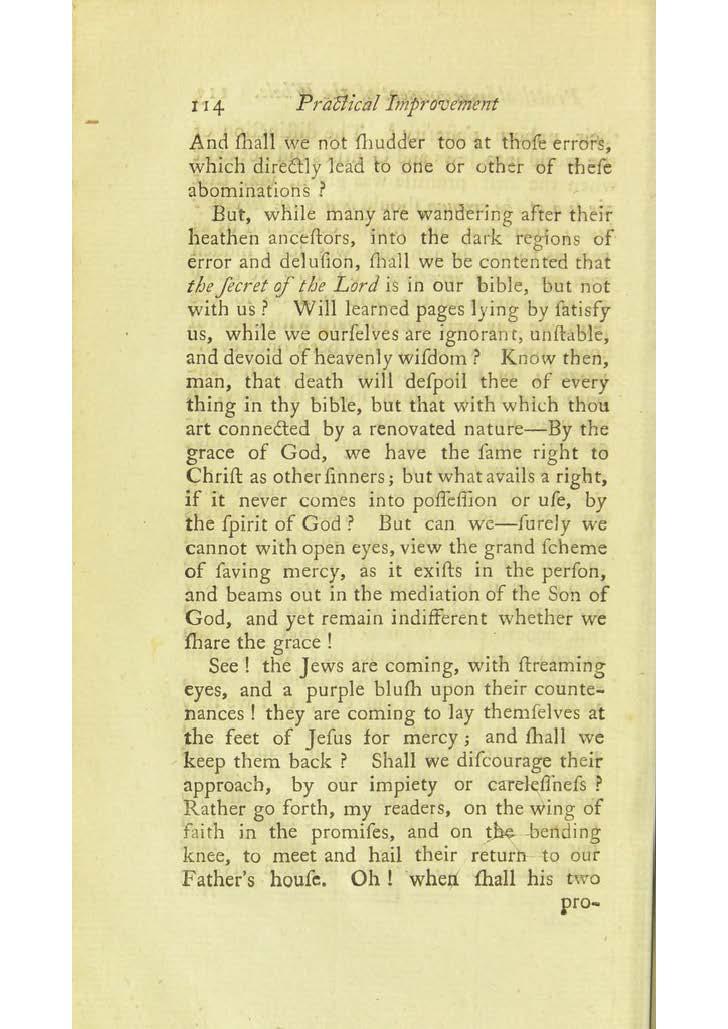 114 Practical Improvement
And ſhall we not ſhudder too at thoſe errors,
which directly lead to one or other of theſe
abominations ?
But, while many are wandering after their
heathen anceſtors, into the dark regions of
error and deluſion, ſhall we be contented that
the ſecret of the Lord is in our bible, but not
with us ? Will learned pages lying by ſatisfy
us, while we ourſelves are ignorant, unſtable,
and devoid of heavenly wiſdom ? Know then,
man, that death will deſpoil thee of every
thing in thy bible, but that with which thou
art connected by a renovated nature—By the
grace of God, we have the ſame right to
Chriſt as other ſinners; but what avails a right,
if it never comes into poſſeſſion or uſe, by
the ſpirit of God ? But can we—ſurely we
cannot with open eyes, view the grand ſcheme
of ſaving mercy, as it exiſts in the perſon,
and beams out in the mediation of the Son of
God, and yet remain indifferent whether we
ſhare the grace !
See ! the Jews are coming, with ſtreaming
eyes, and a purple bluſh upon their counte-
nances ! they are coming to lay themſelves at
the feet of Jeſus for mercy ; and ſhall we
keep them back ? Shall we diſcourage their
approach, by our impiety or careleſſneſs ?
Rather go forth, my readers, on the wing of
faith in the promiſes, and on the bending
knee, to meet and hail their return to our
Father's houſe. Oh ! when ſhall his two
pro-